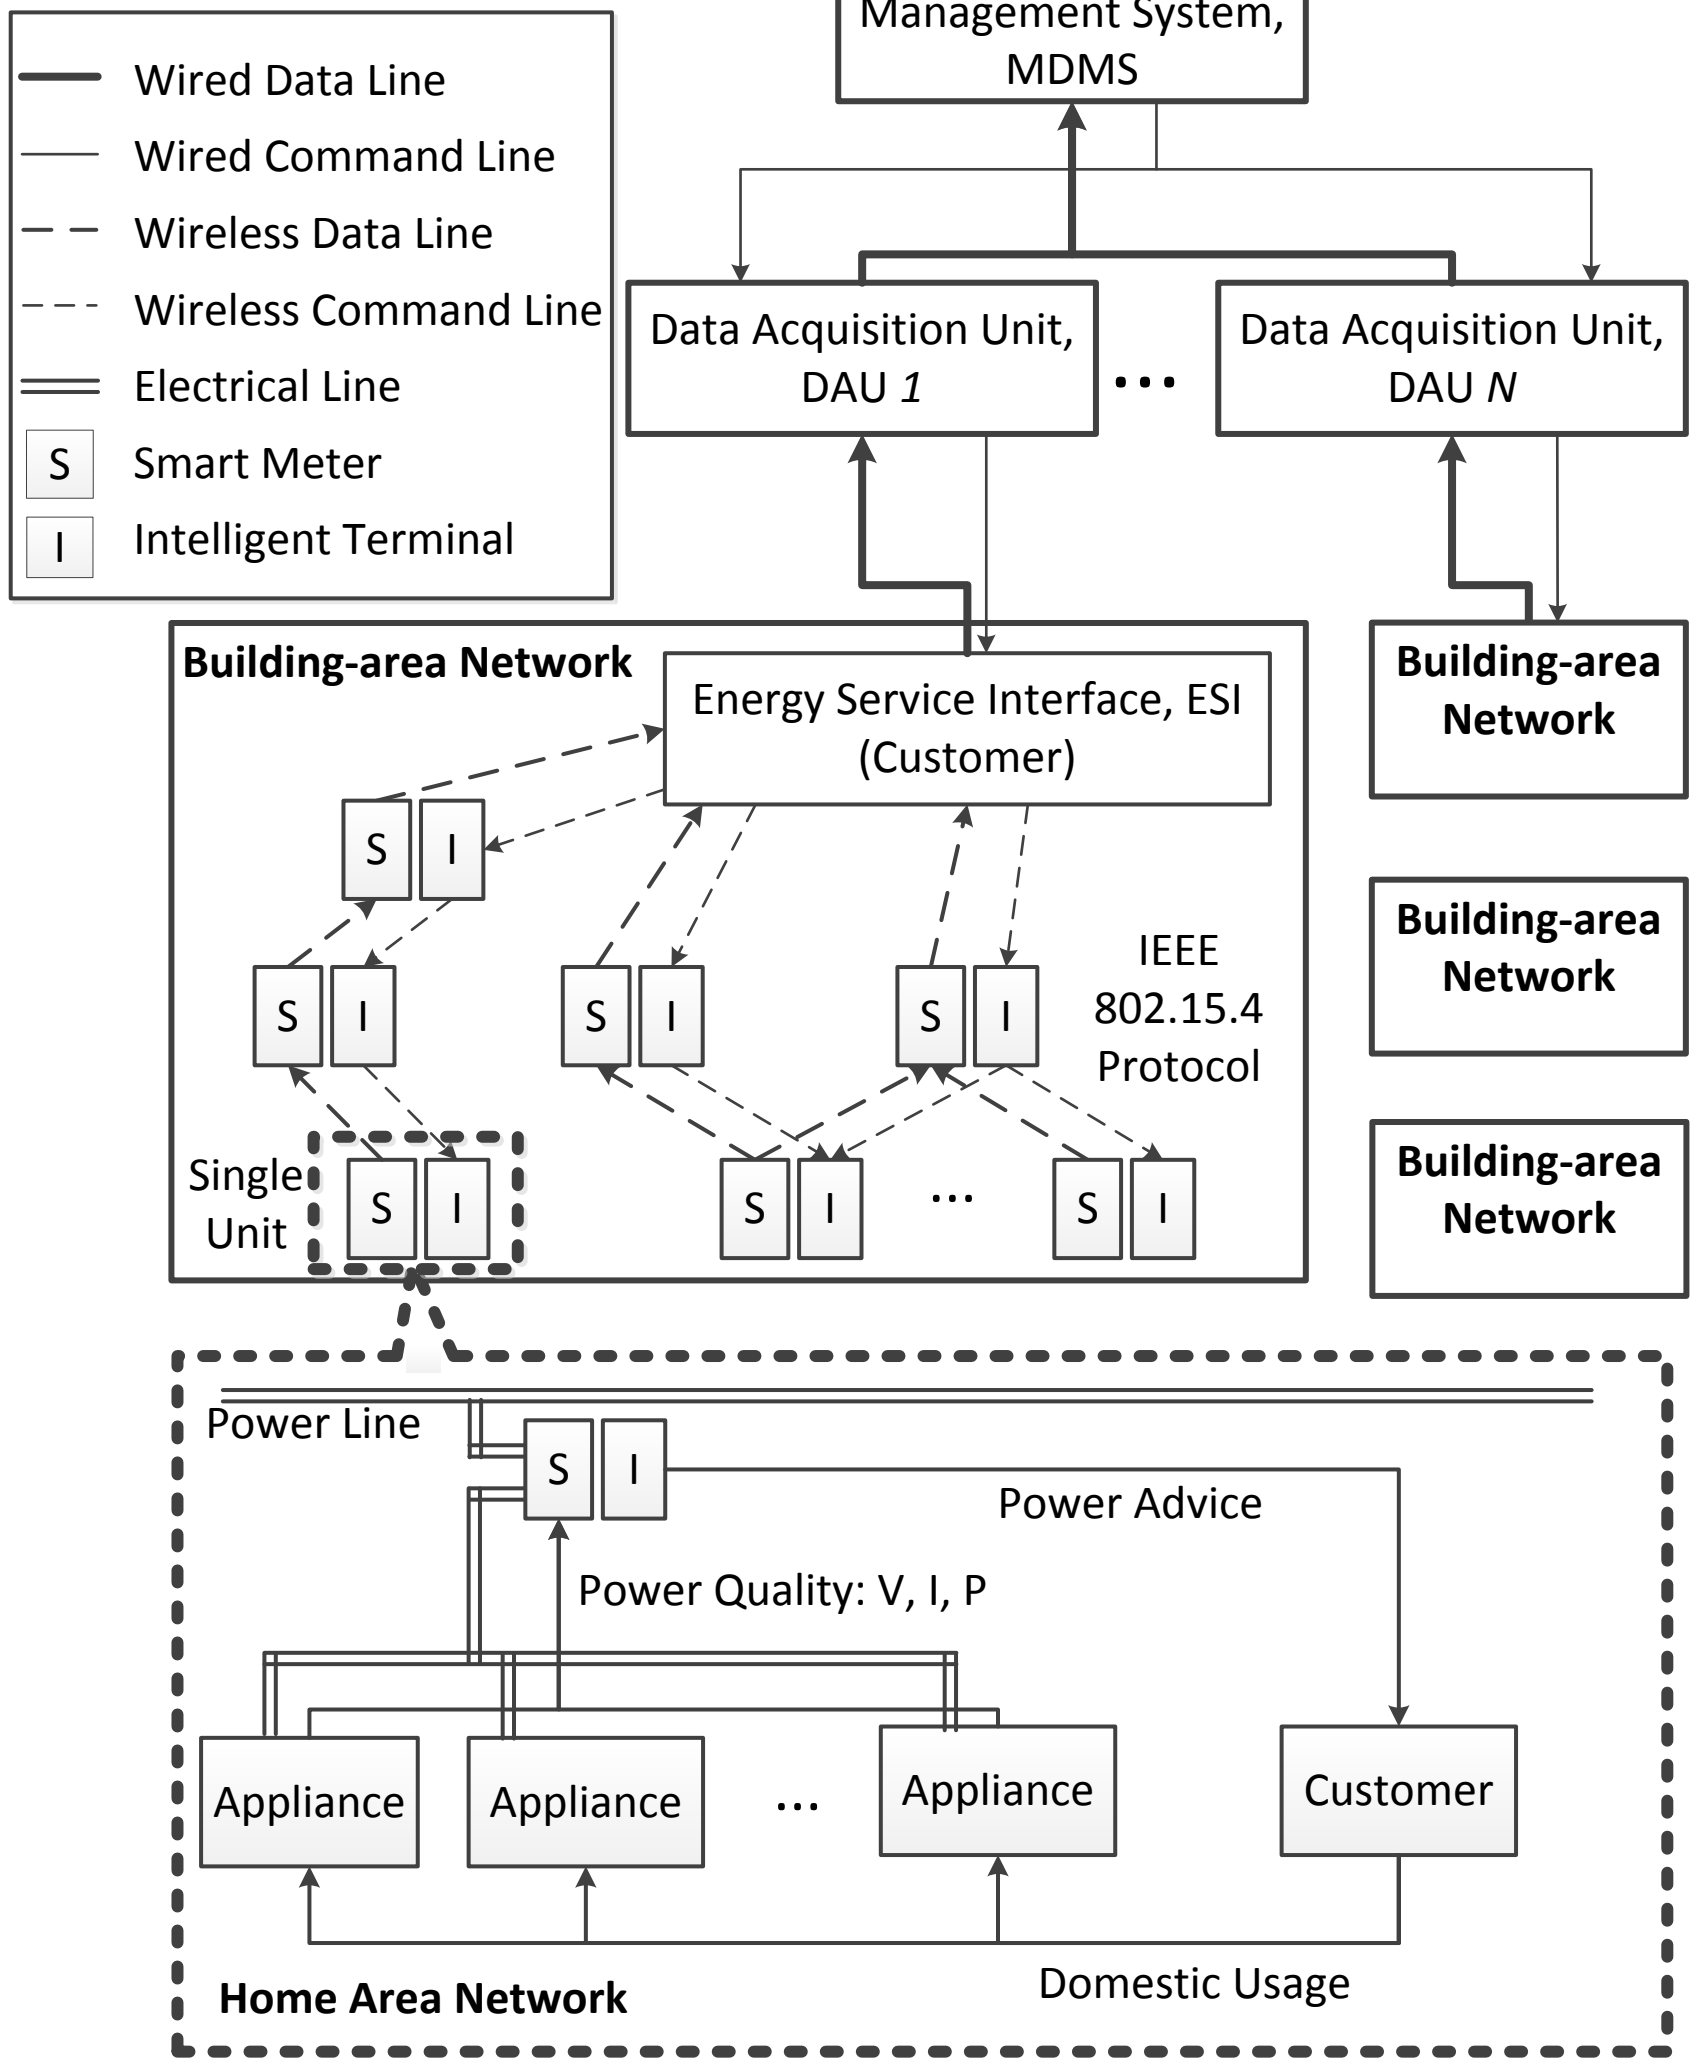 Wired Data Line
Wired Command Line
Wireless Data Line
Wireless Command Line
Electrical Line
S Smart Meter
I Intelligent Terminal
Management System,
MDMS
Data Acquisition Unit,
DAU 1
...
Data Acquisition Unit,
DAU N
Building-area Network
Energy Service Interface, ESI
(Customer)
S I
S I S I S I
IEEE
802.15.4
Protocol
Single
Unit
S I S I ... S I
Building-area
Network
Building-area
Network
Building-area
Network
Power Line
S I
Power Advice
Power Quality: V, I, P
Appliance Appliance ... Appliance Customer
Domestic Usage
Home Area Network